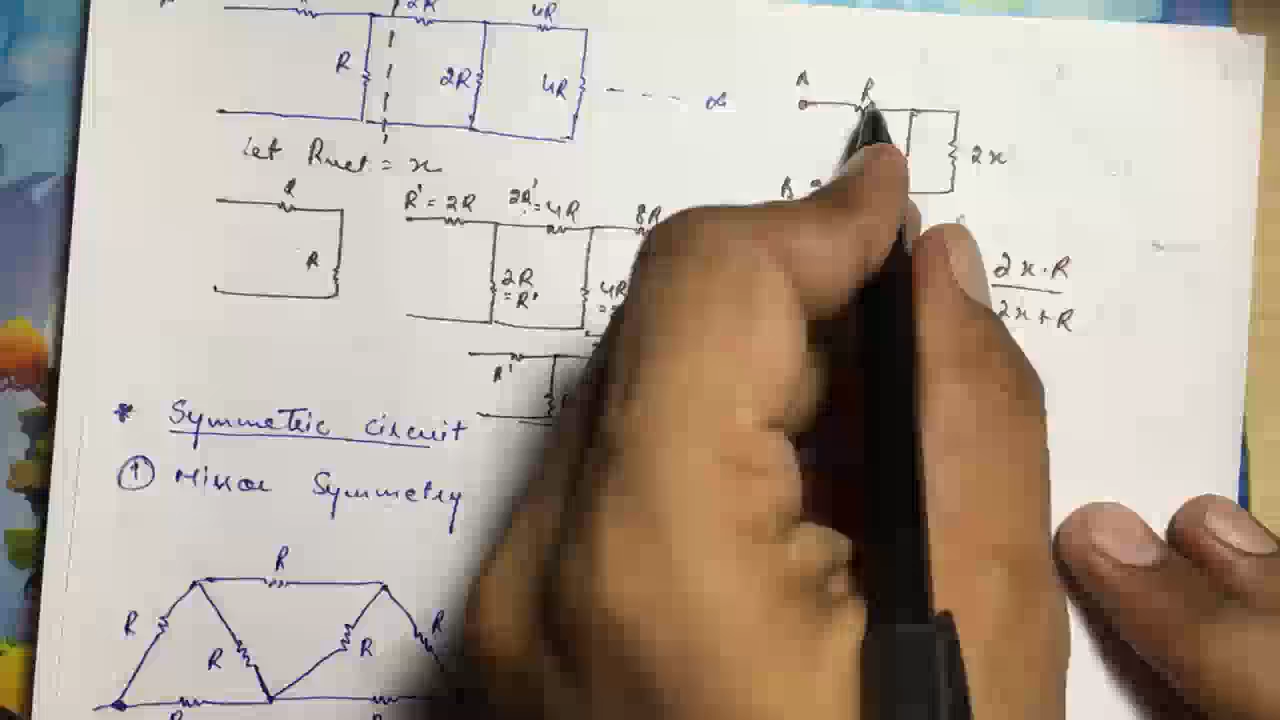 2R 4R
R 2R 4R ---- ∞
Let Rnet = x
R
R
R' = 2R 2R' = 4R 8R
2R = R' 4R =
R'
A R
2x
B
2x·R
2x+R
* Symmetric circuit
① Mirror Symmetry
R
R R R R